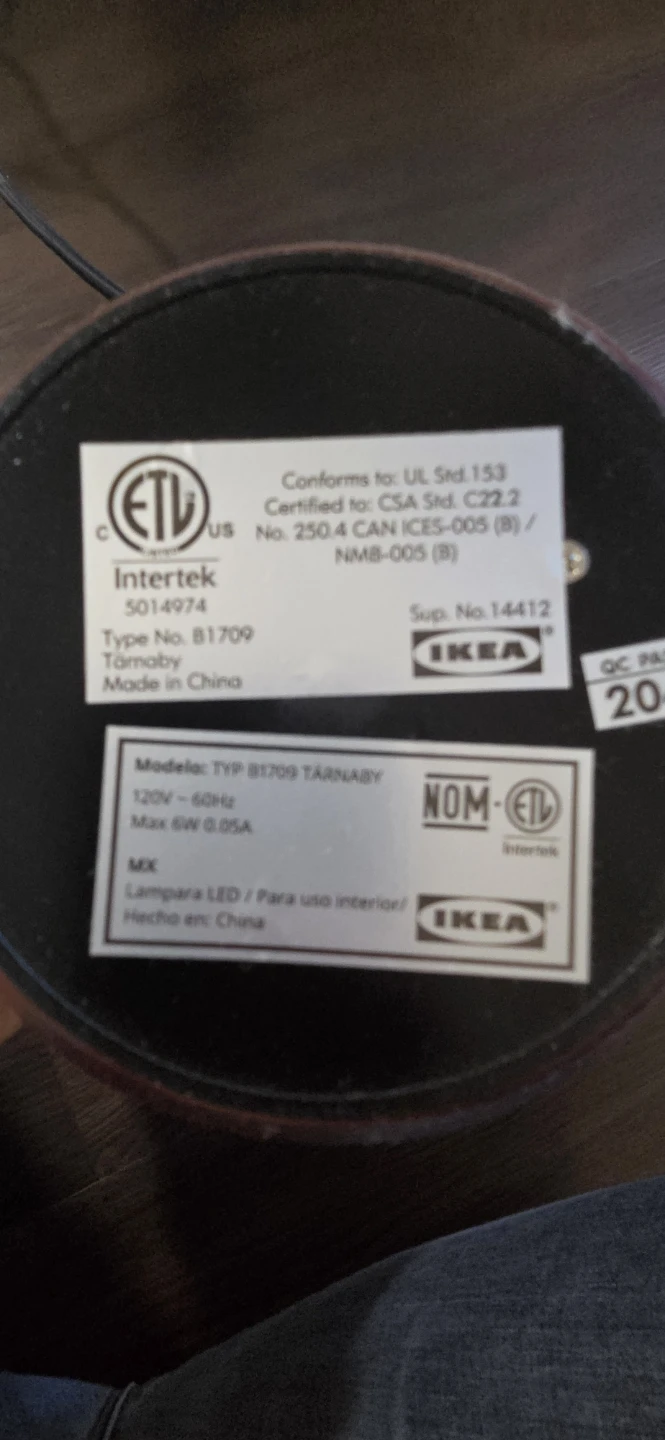 ETL
C US
Intertek
5014974
Type No. B1709
Tärnaby
Made in China
Conforms to: UL Std.153
Certified to: CSA Std. C22.2
No. 250.4 CAN ICES-005 (B) /
NMB-005 (B)
Sup. No.14412
IKEA®
QC PA
20
Modelo: TYP B1709 TÄRNABY
120V ~ 60Hz
Max 6W 0.05A
MX
Lampara LED / Para uso interior/
Hecho en: China
NOM-ETL
Intertek
IKEA®